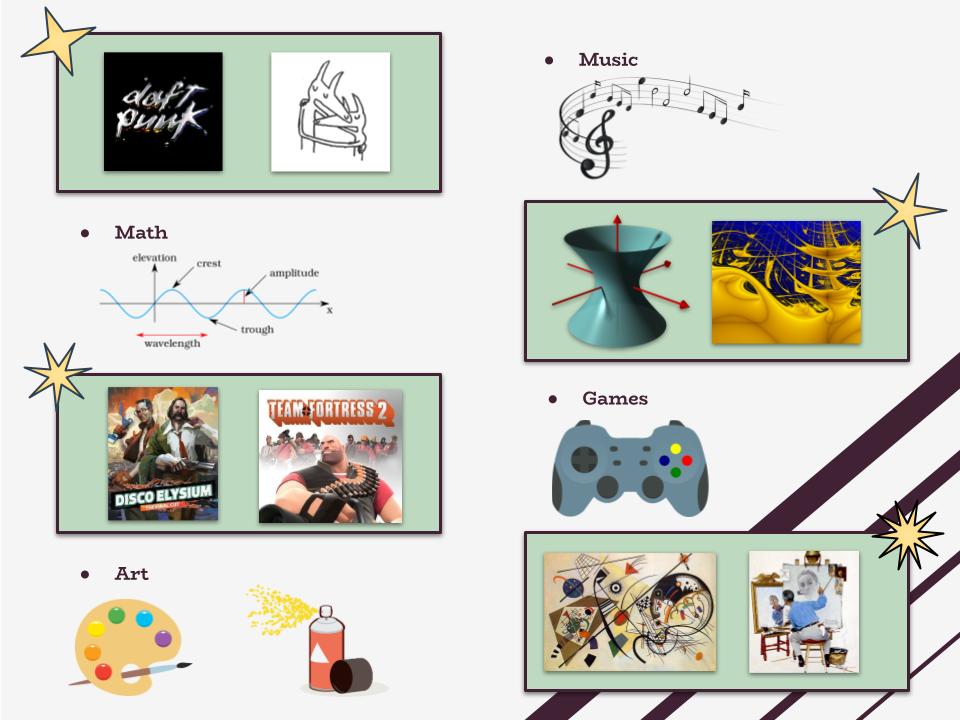 daft
punk
• Music
• Math
elevation
crest
amplitude
x
trough
wavelength
DISCO ELYSIUM
THE FINAL CUT
TEAM FORTRESS 2
• Games
• Art